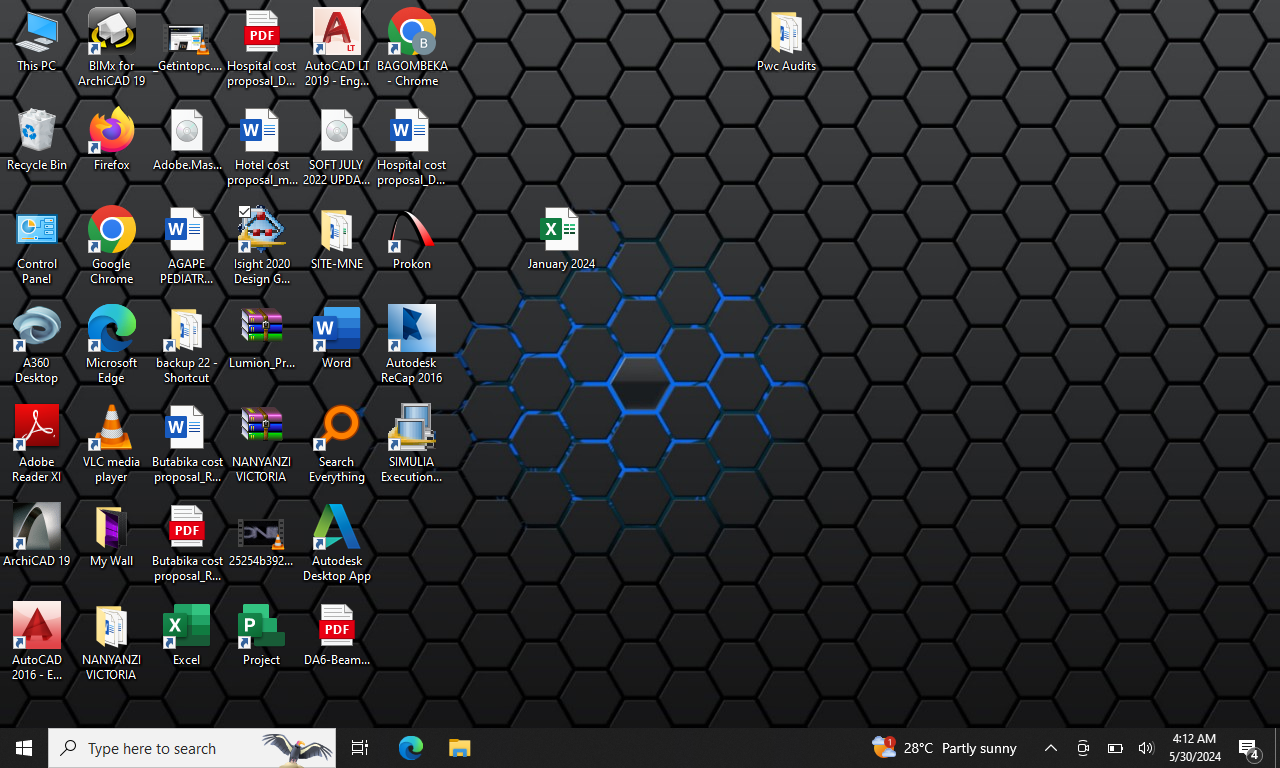 This PC
BIMx for
ArchiCAD 19
_Getintopc....
PDF
Hospital cost
proposal_D...
LT
AutoCAD LT
2019 - Eng...
B
BAGOMBEKA
- Chrome
Pwc Audits
Recycle Bin
Firefox
Adobe.Mas...
W
Hotel cost
proposal_m...
SOFT JULY
2022 UPDA...
W
Hospital cost
proposal_D...
Control
Panel
Google
Chrome
W
AGAPE
PEDIATR...
Isight 2020
Design G...
SITE-MNE
Prokon
X
January 2024
A360
Desktop
Microsoft
Edge
backup 22 -
Shortcut
Lumion_Pr...
W
Word
Autodesk
ReCap 2016
Adobe
Reader XI
VLC media
player
W
Butabika cost
proposal_R...
NANYANZI
VICTORIA
Search
Everything
SIMULIA
Execution...
ArchiCAD 19
My Wall
PDF
Butabika cost
proposal_R...
25254b392...
Autodesk
Desktop App
AutoCAD
2016 - E...
NANYANZI
VICTORIA
X
Excel
P
Project
PDF
DA6-Beam...
Type here to search
1
28°C Partly sunny
4:12 AM
5/30/2024
4